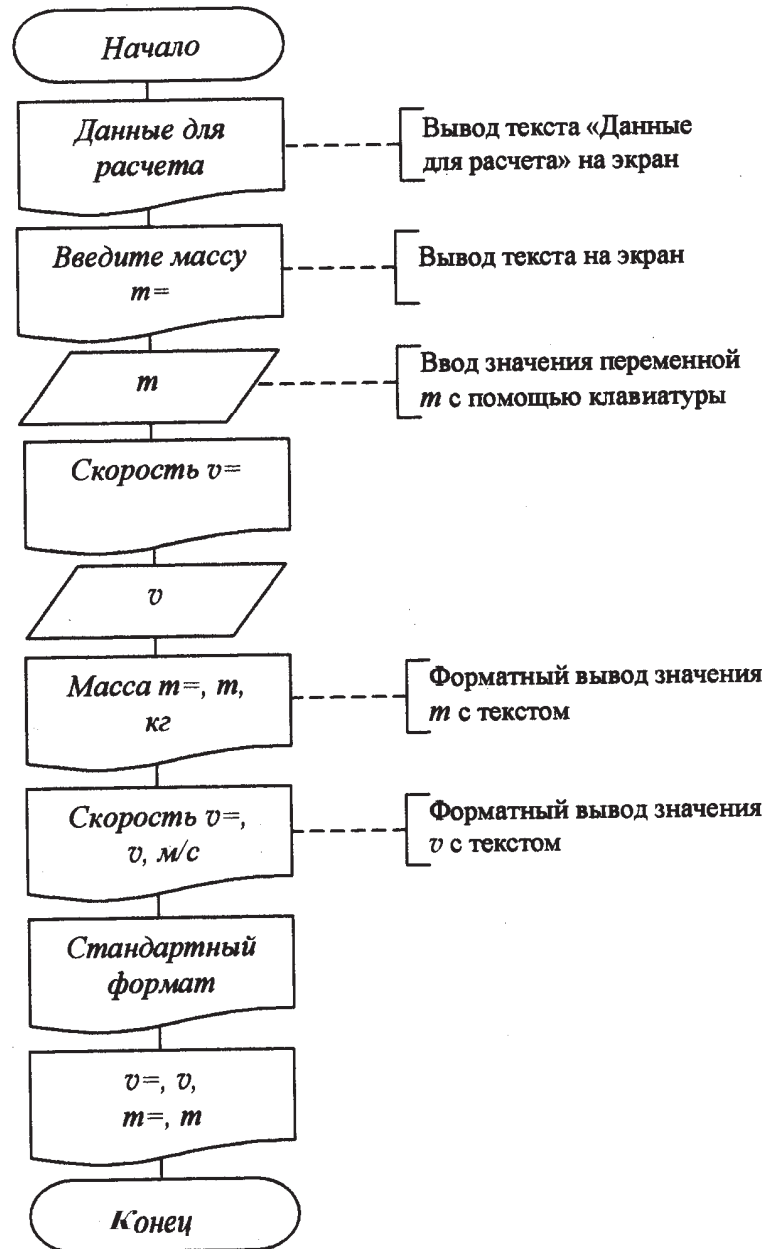 Начало
Данные для
расчета
Вывод текста «Данные
для расчета» на экран
Введите массу
m=
Вывод текста на экран
m
Ввод значения переменной
m с помощью клавиатуры
Скорость v=
v
Масса m=, m,
кг
Форматный вывод значения
m с текстом
Скорость v=,
v, м/с
Форматный вывод значения
v с текстом
Стандартный
формат
v=, v,
m=, m
Конец